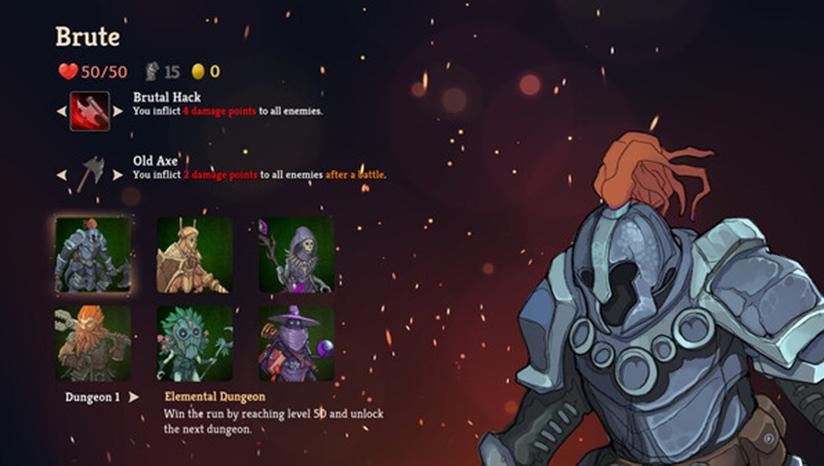 Brute
50/50 15 0
Brutal Hack
You inflict 4 damage points to all enemies.
Old Axe
You inflict 2 damage points to all enemies after a battle.
Dungeon 1
Elemental Dungeon
Win the run by reaching level 50 and unlock
the next dungeon.